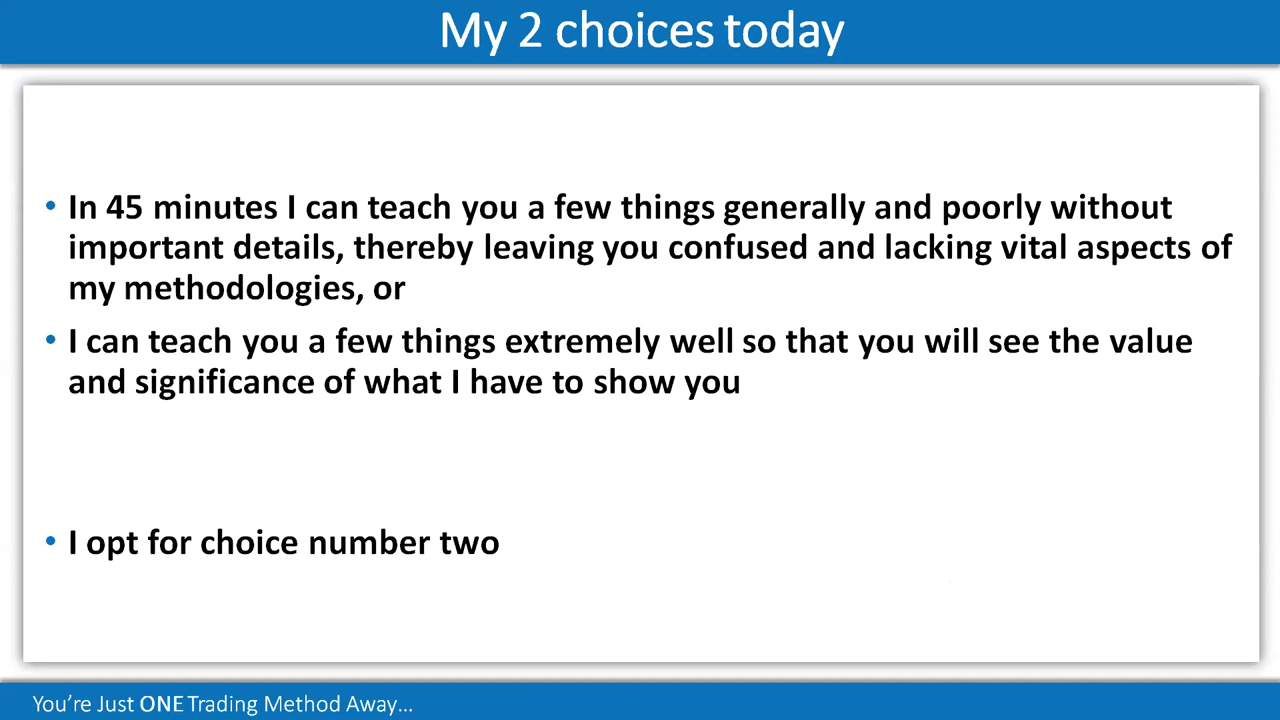 My 2 choices today
• In 45 minutes I can teach you a few things generally and poorly without
important details, thereby leaving you confused and lacking vital aspects of
my methodologies, or
• I can teach you a few things extremely well so that you will see the value
and significance of what I have to show you
• I opt for choice number two
You’re Just ONE Trading Method Away…